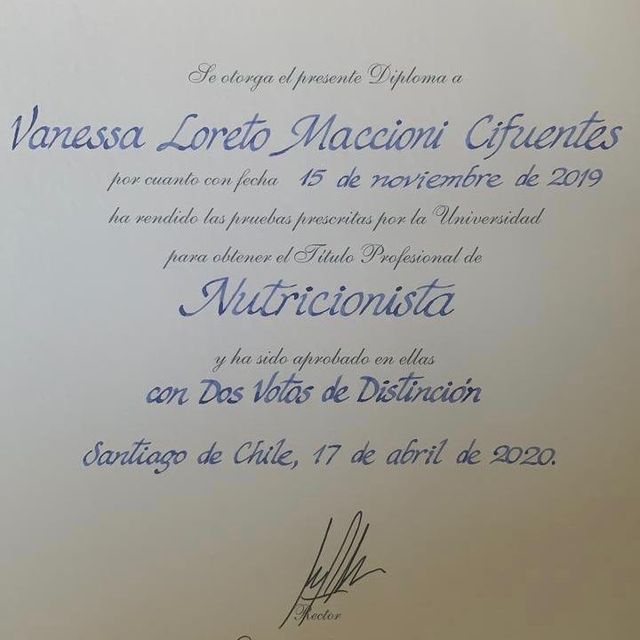 Se otorga el presente Diploma a
Vanessa Loreto Maccioni Cifuentes
por cuanto con fecha 15 de noviembre de 2019
ha rendido las pruebas prescritas por la Universidad
para obtener el Título Profesional de
Nutricionista
y ha sido aprobado en ellas
con Dos Votos de Distinción
Santiago de Chile, 17 de abril de 2020.
Rector